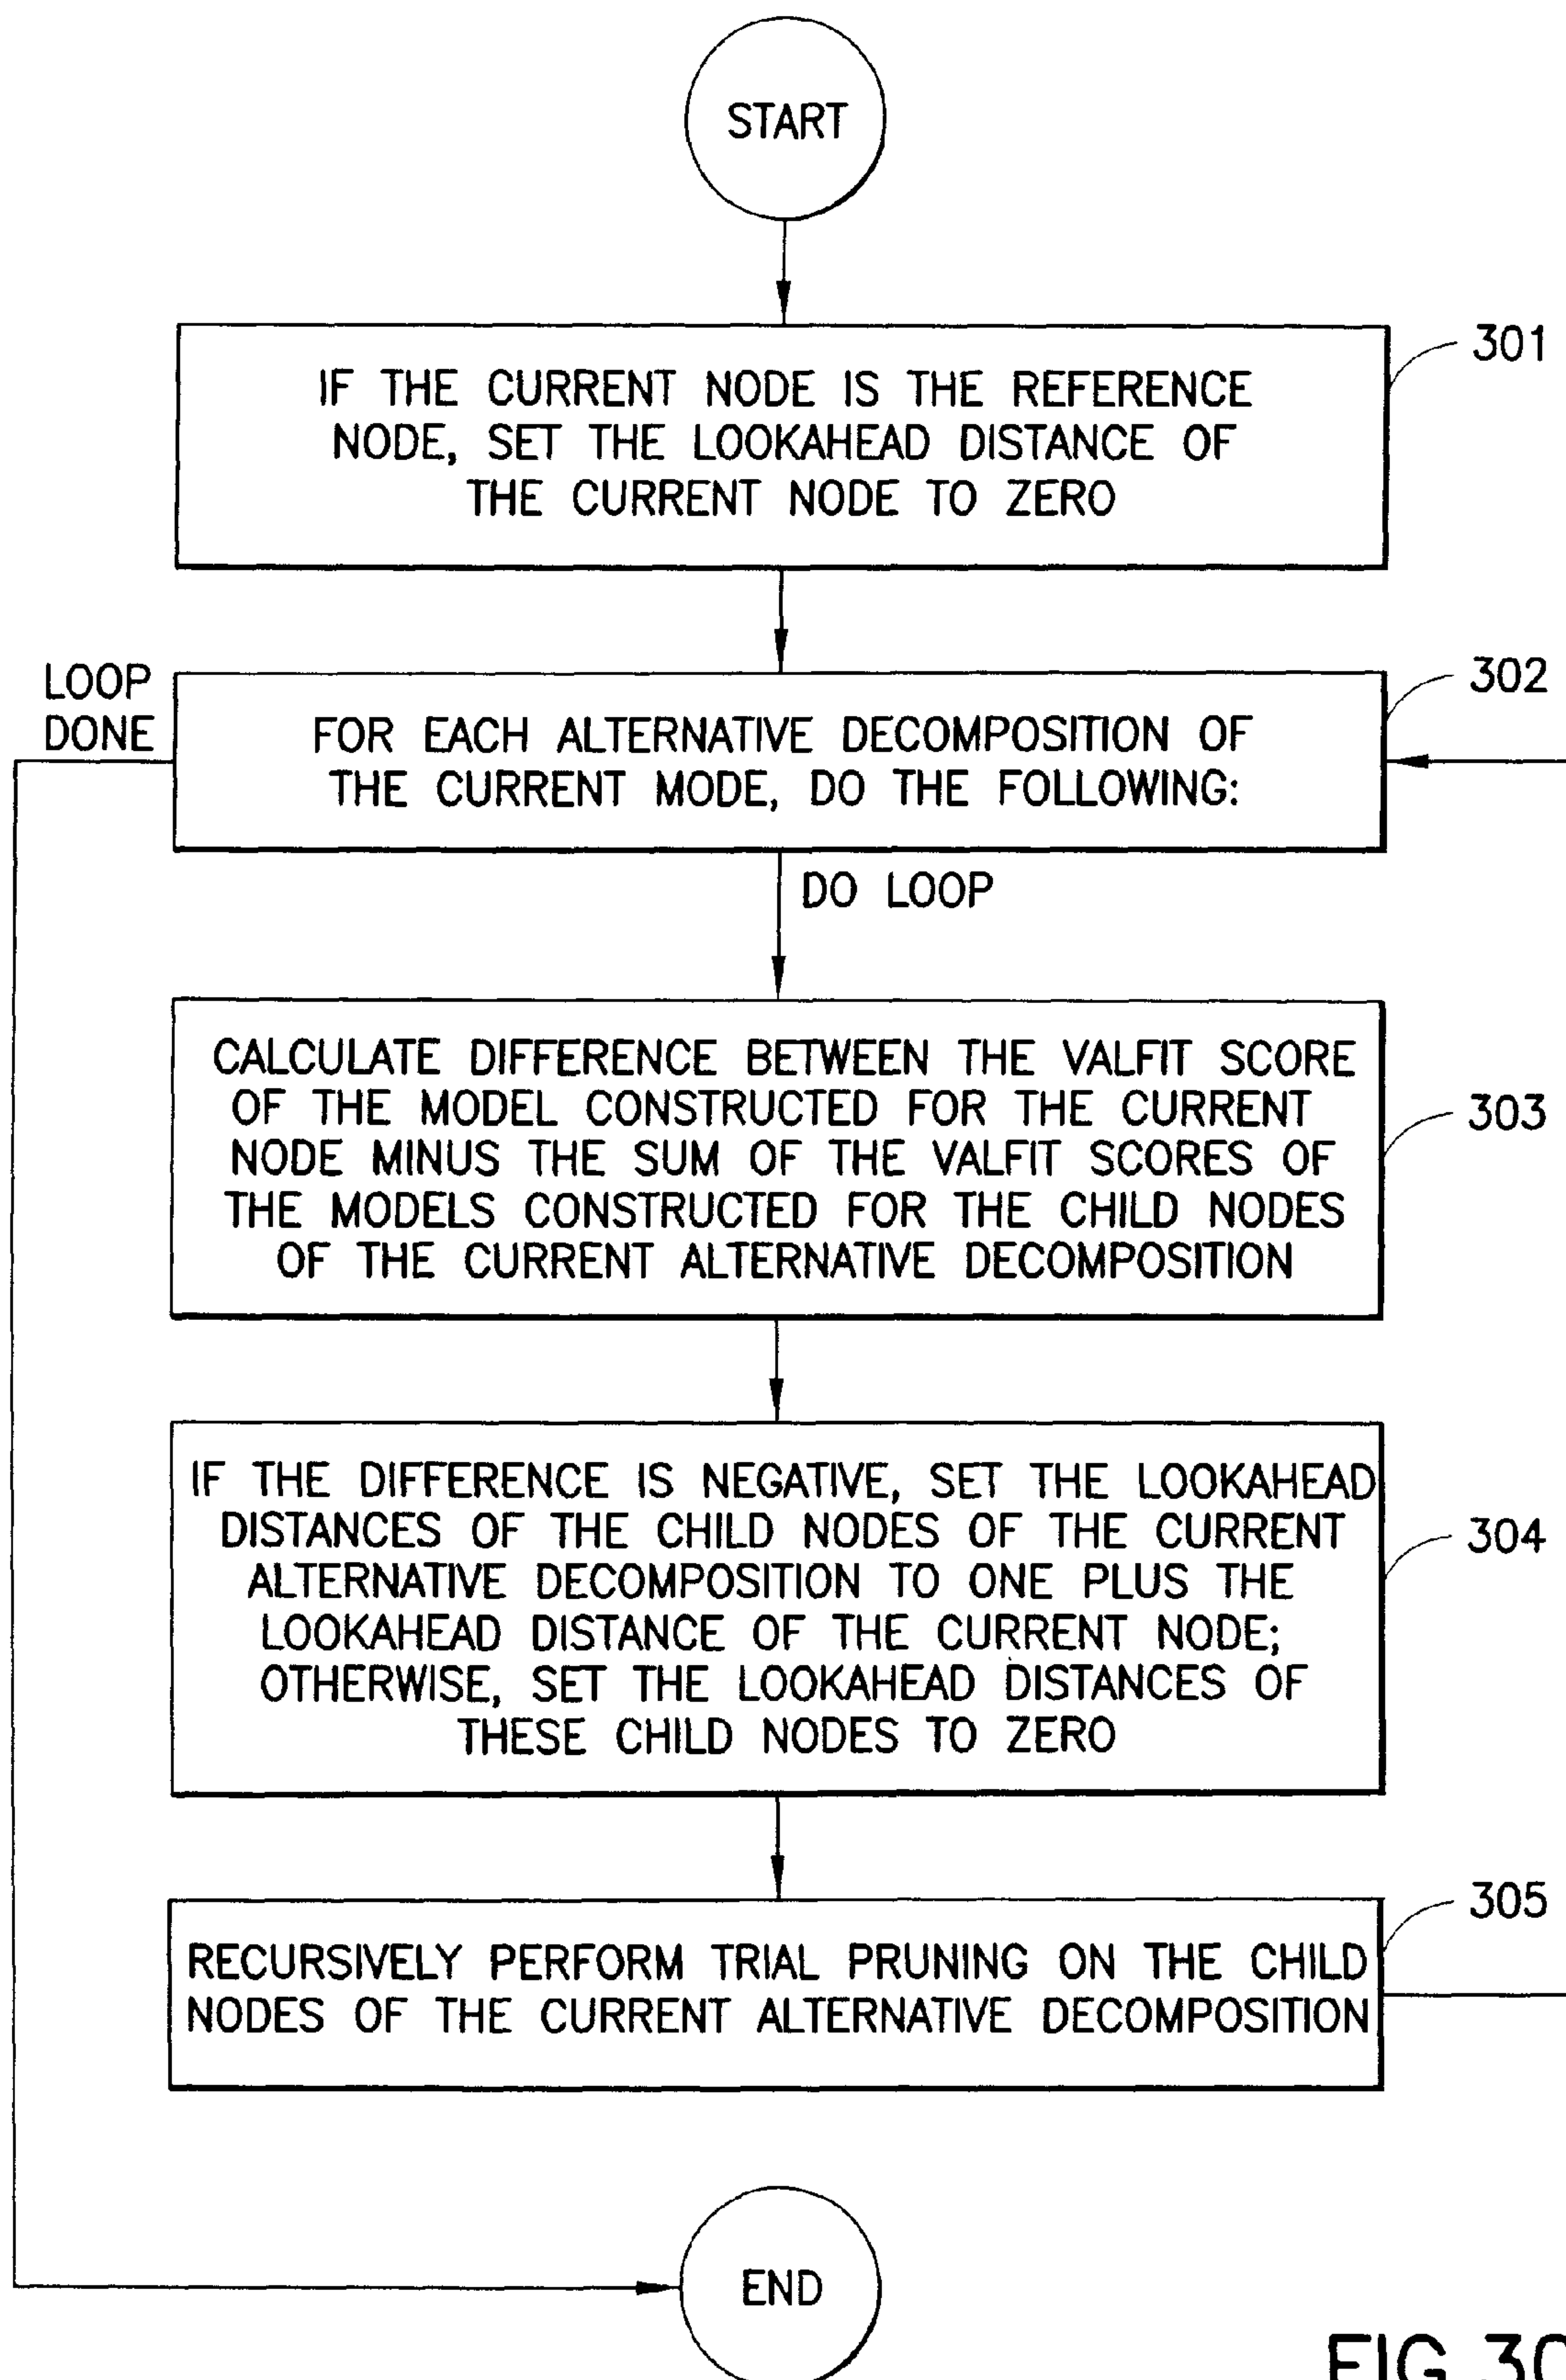 START
IF THE CURRENT NODE IS THE REFERENCE
NODE, SET THE LOOKAHEAD DISTANCE OF
THE CURRENT NODE TO ZERO
301
LOOP
DONE
FOR EACH ALTERNATIVE DECOMPOSITION OF
THE CURRENT MODE, DO THE FOLLOWING:
302
DO LOOP
CALCULATE DIFFERENCE BETWEEN THE VALFIT SCORE
OF THE MODEL CONSTRUCTED FOR THE CURRENT
NODE MINUS THE SUM OF THE VALFIT SCORES OF
THE MODELS CONSTRUCTED FOR THE CHILD NODES
OF THE CURRENT ALTERNATIVE DECOMPOSITION
303
IF THE DIFFERENCE IS NEGATIVE, SET THE LOOKAHEAD
DISTANCES OF THE CHILD NODES OF THE CURRENT
ALTERNATIVE DECOMPOSITION TO ONE PLUS THE
LOOKAHEAD DISTANCE OF THE CURRENT NODE;
OTHERWISE, SET THE LOOKAHEAD DISTANCES OF
THESE CHILD NODES TO ZERO
304
RECURSIVELY PERFORM TRIAL PRUNING ON THE CHILD
NODES OF THE CURRENT ALTERNATIVE DECOMPOSITION
305
END
FIG.30